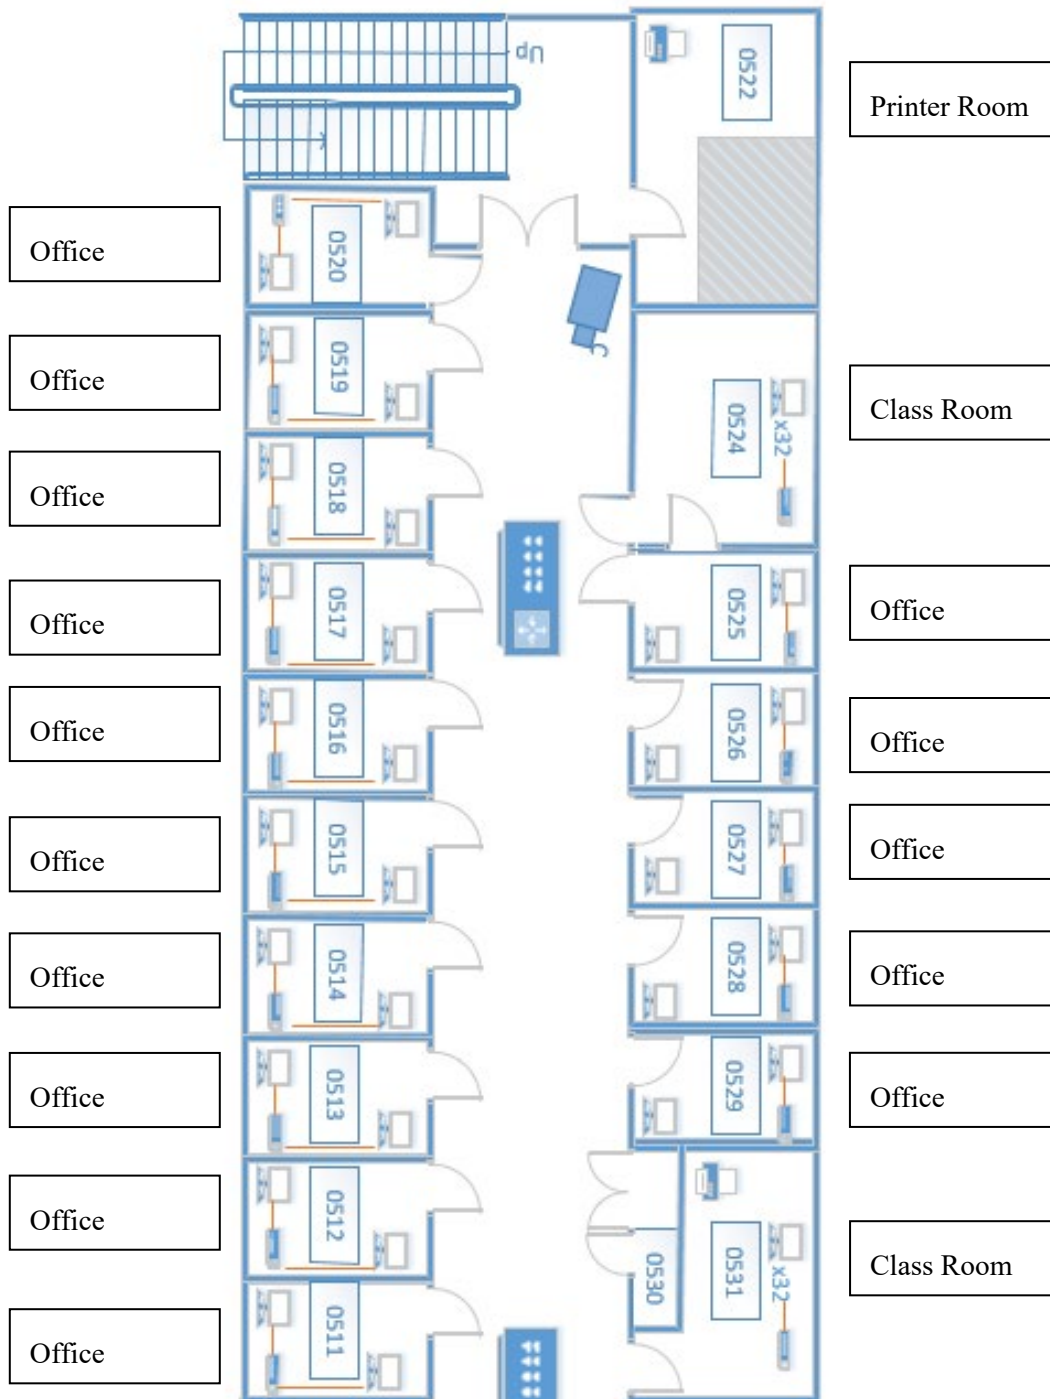 Up
0522
Printer Room
Office
0520
Office
0519
0524
x32
Class Room
Office
0518
Office
0517
0525
Office
Office
0516
0526
Office
Office
0515
0527
Office
Office
0514
0528
Office
Office
0513
0529
Office
Office
0512
0530
0531
x32
Class Room
Office
0511